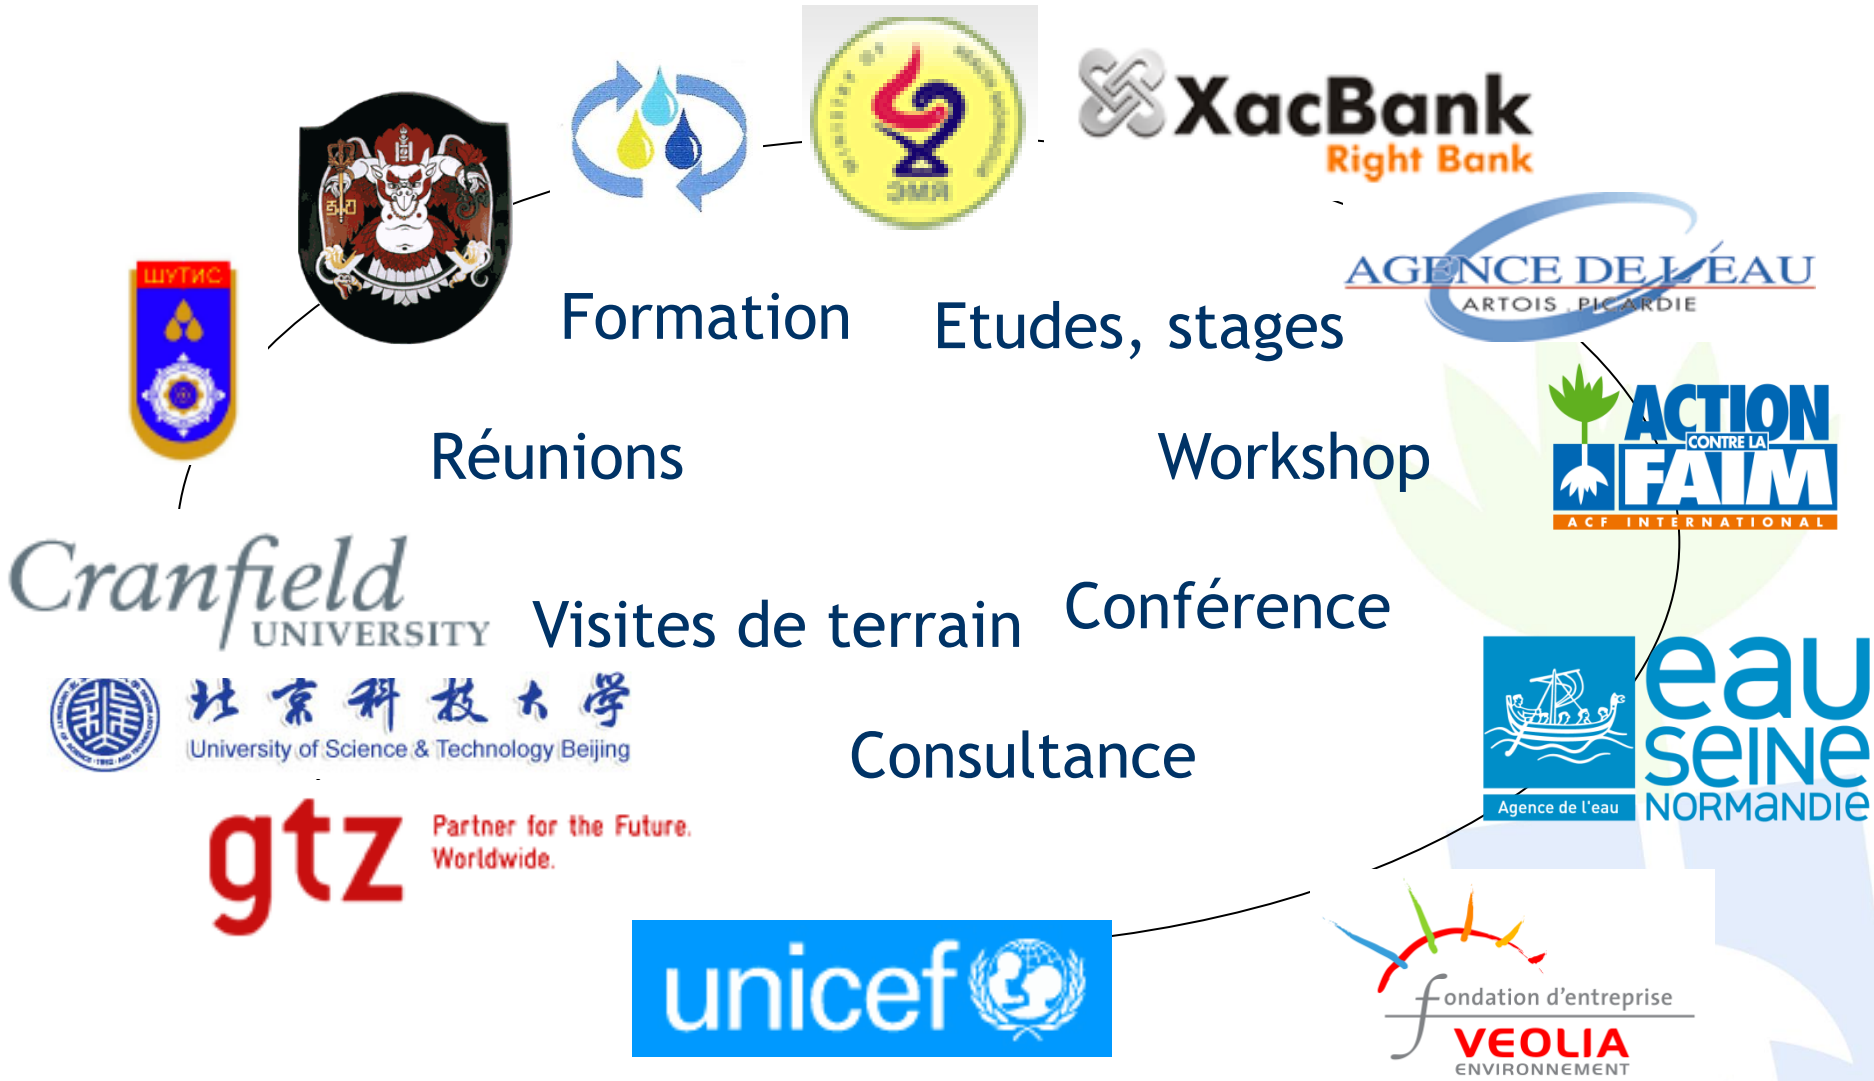 XacBank
Right Bank
ЭМЯ
AGENCE DE L'EAU
ARTOIS . PICARDIE
ШУТИС
Formation
Etudes, stages
ACTION
CONTRE LA
FAIM
ACF INTERNATIONAL
Réunions
Workshop
Cranfield
UNIVERSITY
Visites de terrain
Conférence
eau
seine
NORMANDIE
Agence de l'eau
北京科技大学
University of Science & Technology Beijing
Consultance
gtz
Partner for the Future.
Worldwide.
unicef
fondation d'entreprise
VEOLIA
ENVIRONNEMENT